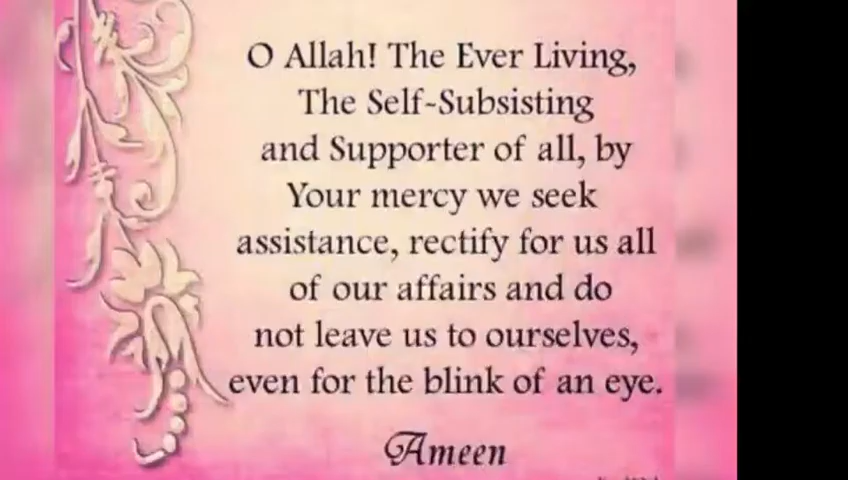 O Allah! The Ever Living,
The Self-Subsisting
and Supporter of all, by
Your mercy we seek
assistance, rectify for us all
of our affairs and do
not leave us to ourselves,
even for the blink of an eye.
Ameen